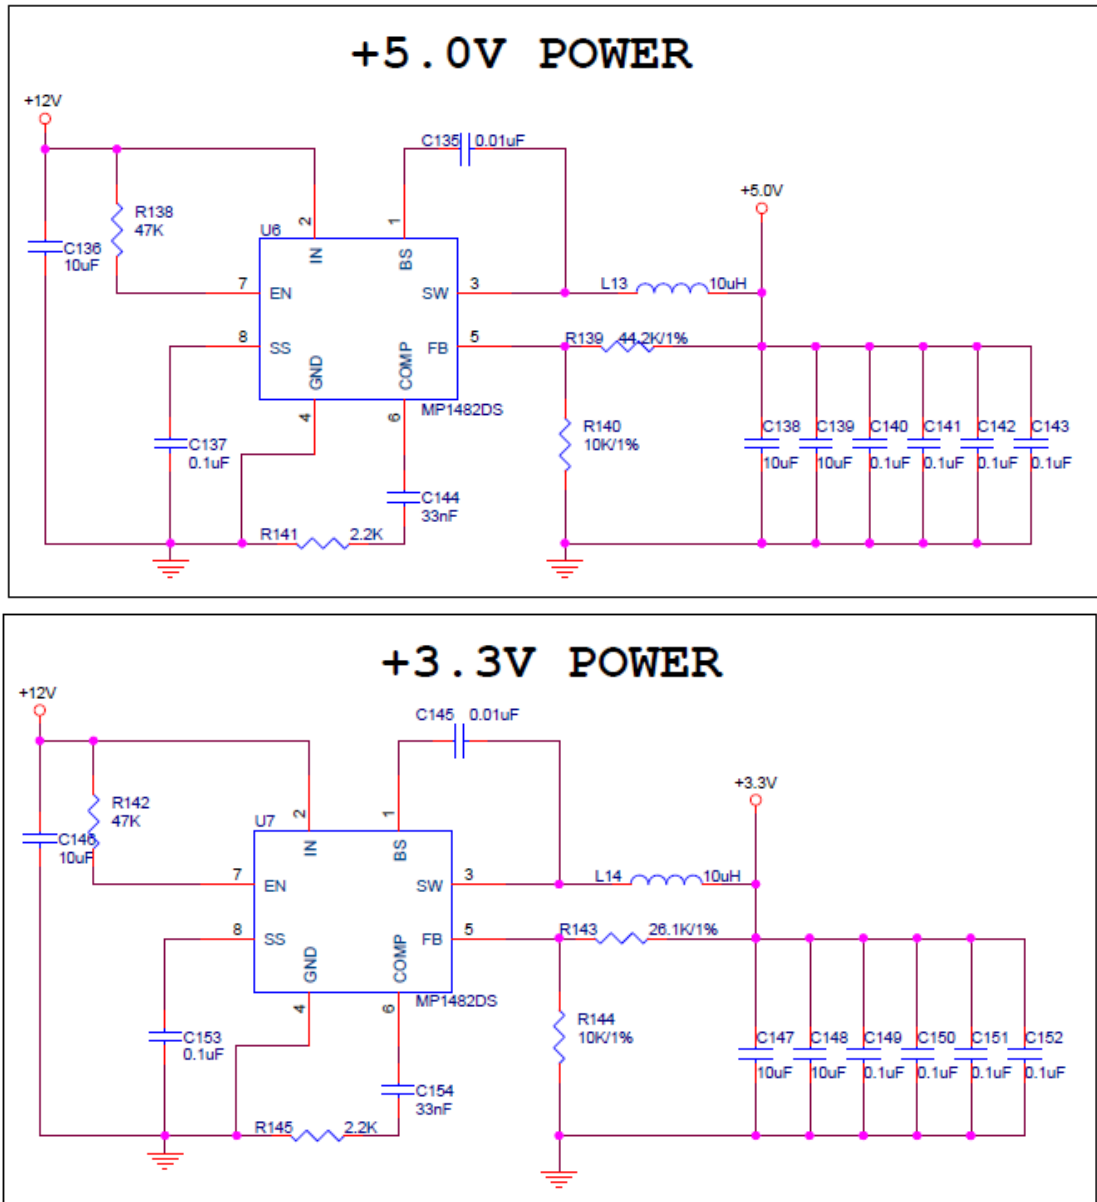 +5.0V POWER
+12V
C135 0.01uF
+5.0V
R138
47K
C136
10uF
U6
2
1
IN
BS
7
EN
SW
3
L13
10uH
8
SS
FB
5
R139
44.2K/1%
GND
COMP
MP1482DS
4
6
R140
10K/1%
C137
0.1uF
C138
C139
C140
C141
C142
C143
10uF
10uF
0.1uF
0.1uF
0.1uF
0.1uF
C144
33nF
R141
2.2K
+3.3V POWER
+12V
C145 0.01uF
+3.3V
R142
47K
C146
10uF
U7
2
1
IN
BS
7
EN
SW
3
L14
10uH
8
SS
FB
5
R143
26.1K/1%
GND
COMP
MP1482DS
4
6
R144
10K/1%
C153
0.1uF
C147
C148
C149
C150
C151
C152
10uF
10uF
0.1uF
0.1uF
0.1uF
0.1uF
C154
33nF
R145
2.2K